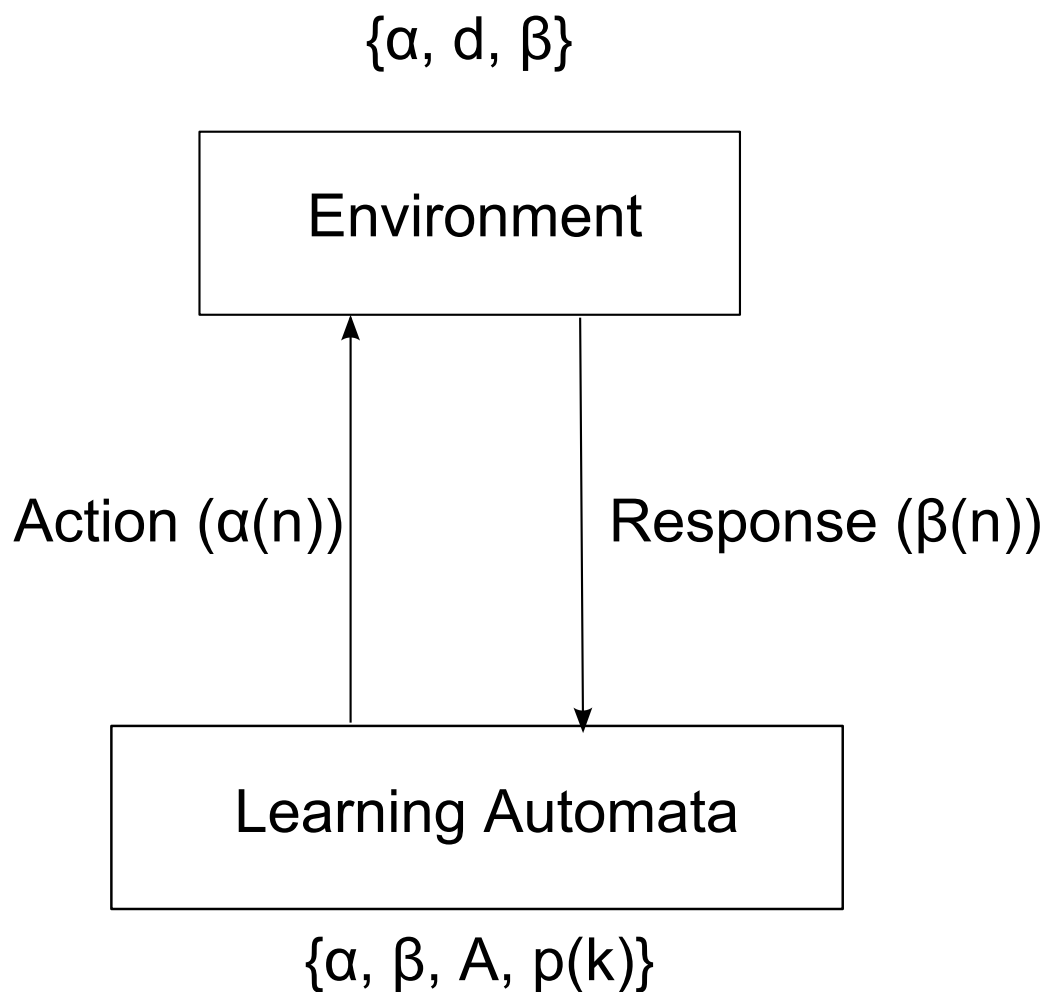 {α, d, β}
Environment
Action (α(n))
Response (β(n))
Learning Automata
{α, β, A, p(k)}